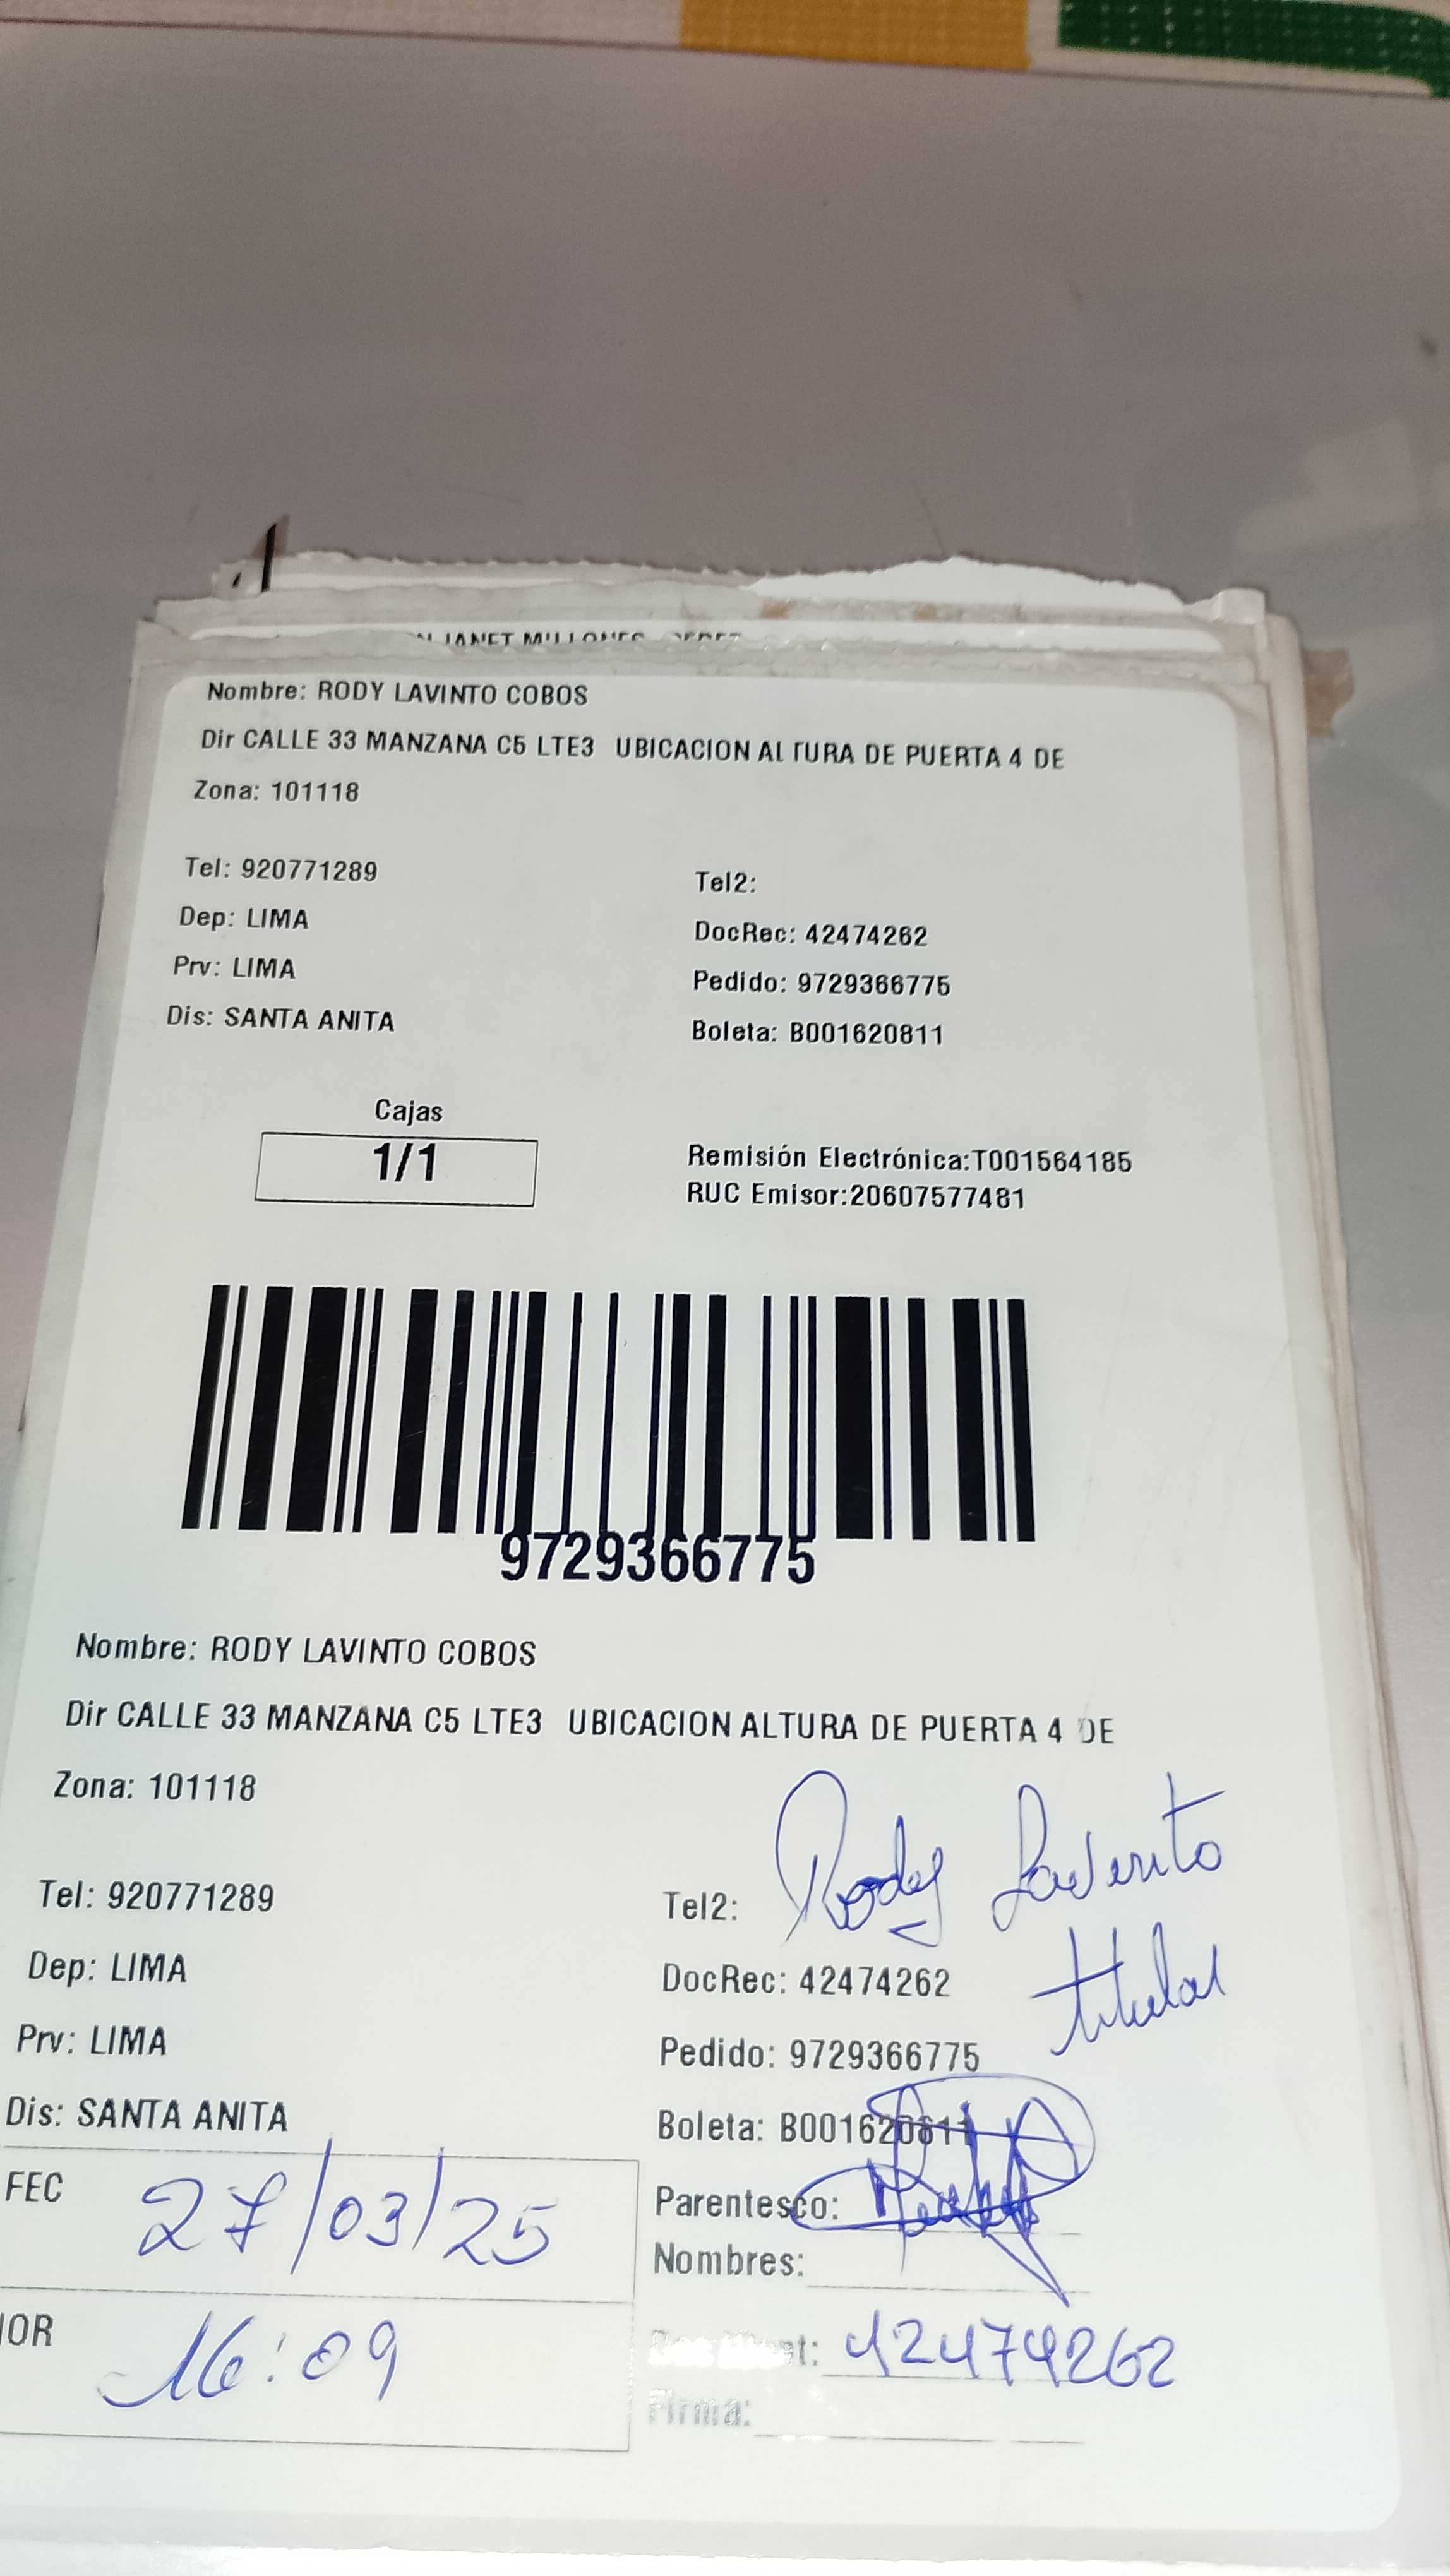 JANET MILLONES
Nombre: RODY LAVINTO COBOS
Dir CALLE 33 MANZANA C5 LTE3 UBICACION ALTURA DE PUERTA 4 DE
Zona: 101118
Tel: 920771289
Tel2:
Dep: LIMA
DocRec: 42474262
Prv: LIMA
Pedido: 9729366775
Dis: SANTA ANITA
Boleta: B001620811
Cajas
1/1
Remisión Electrónica:T001564185
RUC Emisor:20607577481
9729366775
Nombre: RODY LAVINTO COBOS
Dir CALLE 33 MANZANA C5 LTE3 UBICACION ALTURA DE PUERTA 4 DE
Zona: 101118
Rody Lavinto
Tel: 920771289
Tel2:
titular
Dep: LIMA
DocRec: 42474262
Prv: LIMA
Pedido: 9729366775
Dis: SANTA ANITA
Boleta: B001620811
FEC 27/03/25
Parentesco:
Nombres:
HOR 16:09
42474262
Firma: